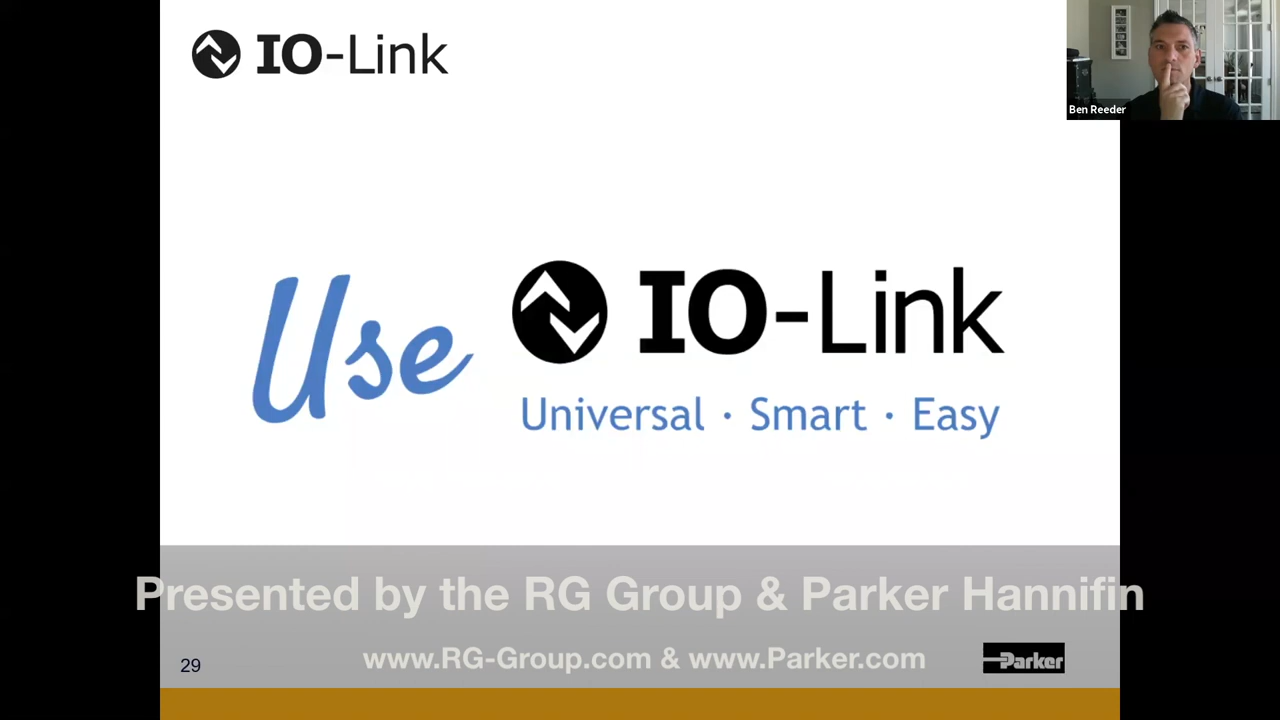 IO-Link
Ben Reeder
Use IO-Link
Universal · Smart · Easy
Presented by the RG Group & Parker Hannifin
www.RG-Group.com & www.Parker.com
29
Parker